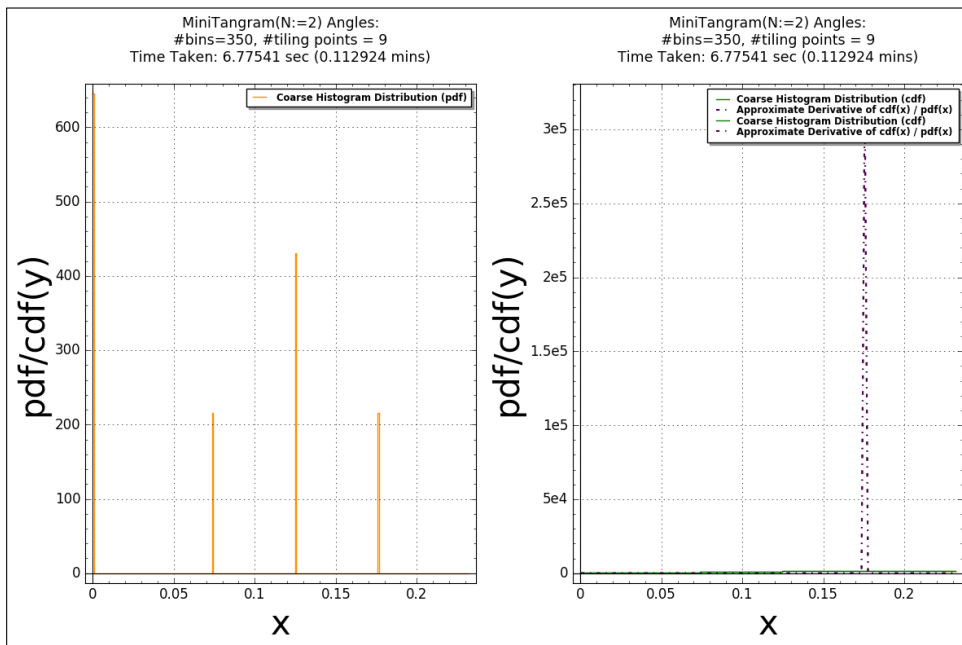 MiniTangram(N:=2) Angles:
#bins=350, #tiling points = 9
Time Taken: 6.77541 sec (0.112924 mins)
Coarse Histogram Distribution (pdf)
600
500
400
300
200
100
0
pdf/cdf(y)
0
0.05
0.1
0.15
0.2
x
MiniTangram(N:=2) Angles:
#bins=350, #tiling points = 9
Time Taken: 6.77541 sec (0.112924 mins)
Coarse Histogram Distribution (cdf)
Approximate Derivative of cdf(x) / pdf(x)
Coarse Histogram Distribution (cdf)
Approximate Derivative of cdf(x) / pdf(x)
3e5
2.5e5
2e5
1.5e5
1e5
5e4
0
pdf/cdf(y)
0
0.05
0.1
0.15
0.2
x